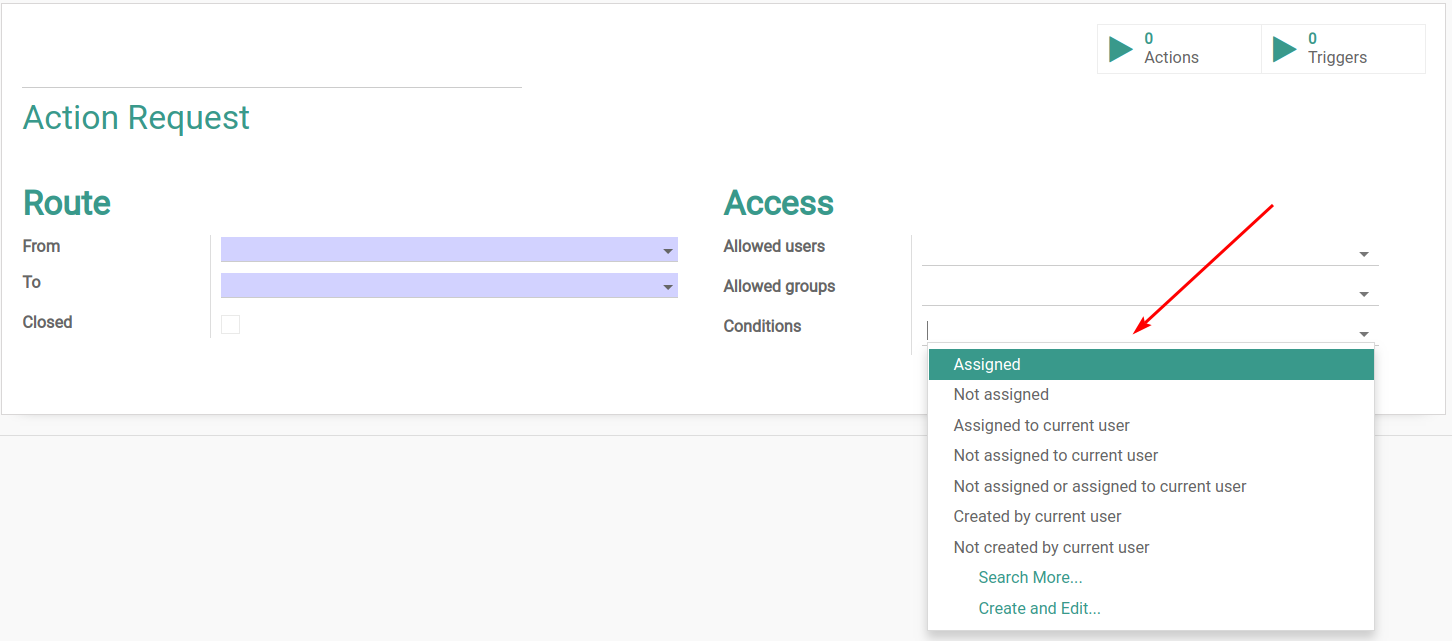 0
Actions
0
Triggers
Action Request
Route
From
To
Closed
Access
Allowed users
Allowed groups
Conditions
Assigned
Not assigned
Assigned to current user
Not assigned to current user
Not assigned or assigned to current user
Created by current user
Not created by current user
Search More...
Create and Edit...